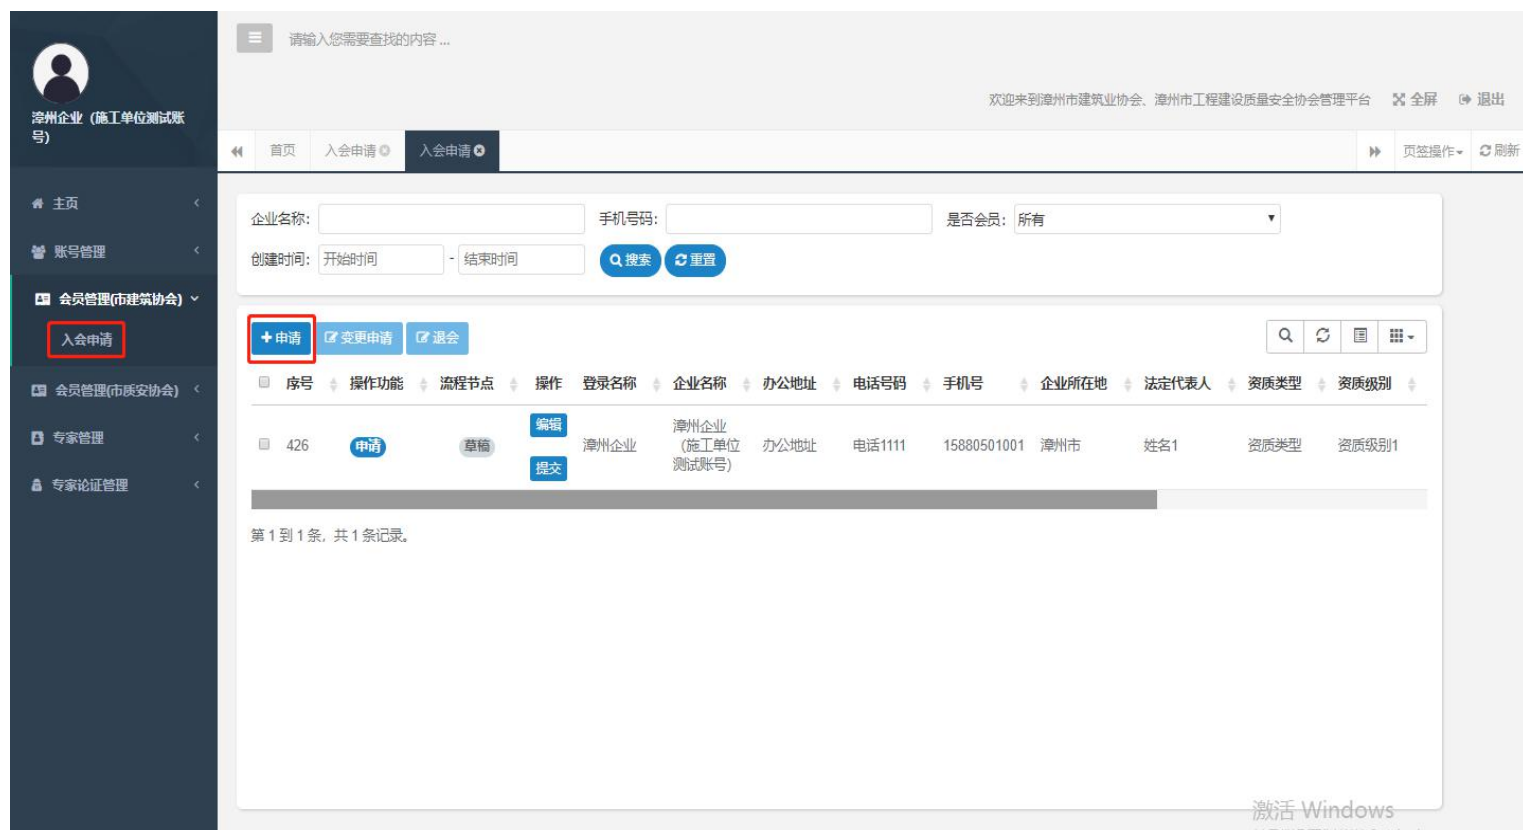 请输入您需要查找的内容 ...
欢迎来到漳州市建筑业协会、漳州市工程建设质量安全协会管理平台 全屏 退出
漳州企业（施工单位测试账
号)
首页 入会申请 入会申请 页签操作 刷新
主页
账号管理
会员管理(市建筑协会)
入会申请
会员管理(市质安协会)
专家管理
专家论证管理
企业名称: 手机号码: 是否会员: 所有
创建时间: 开始时间 - 结束时间 搜索 重置
申请 变更申请 退会
序号 操作功能 流程节点 操作 登录名称 企业名称 办公地址 电话号码 手机号 企业所在地 法定代表人 资质类型 资质级别
426 申请 草稿 编辑 提交 漳州企业 漳州企业
（施工单位
测试账号) 办公地址 电话1111 15880501001 漳州市 姓名1 资质类型 资质级别1
第 1 到 1 条, 共 1 条记录。
激活 Windows